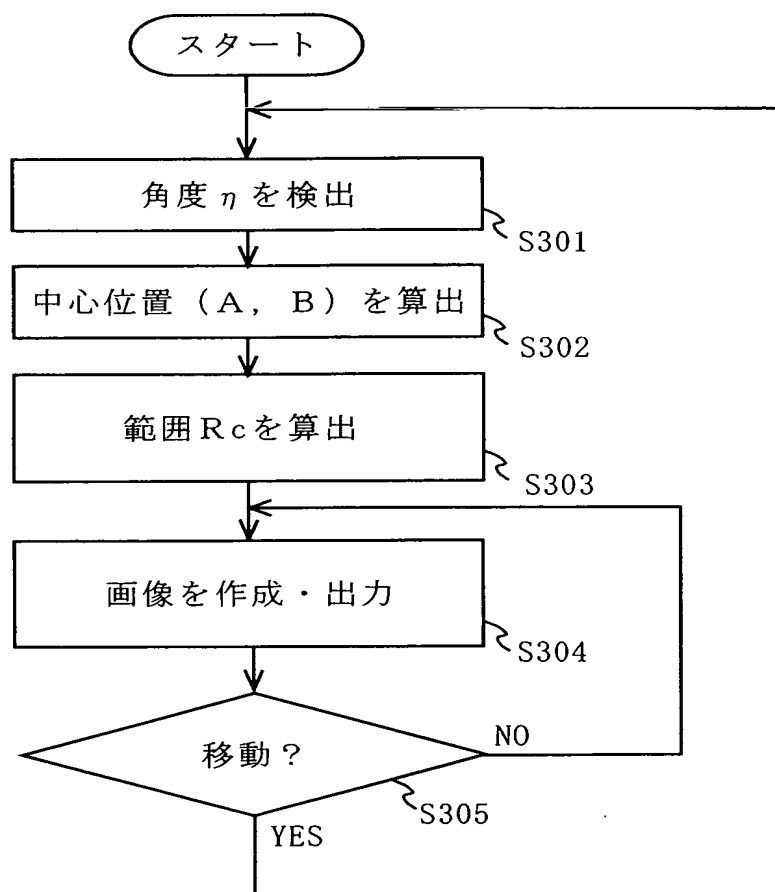 スタート
角度ηを検出
S301
中心位置(A, B)を算出
S302
範囲Rcを算出
S303
画像を作成・出力
S304
移動?
NO
S305
YES